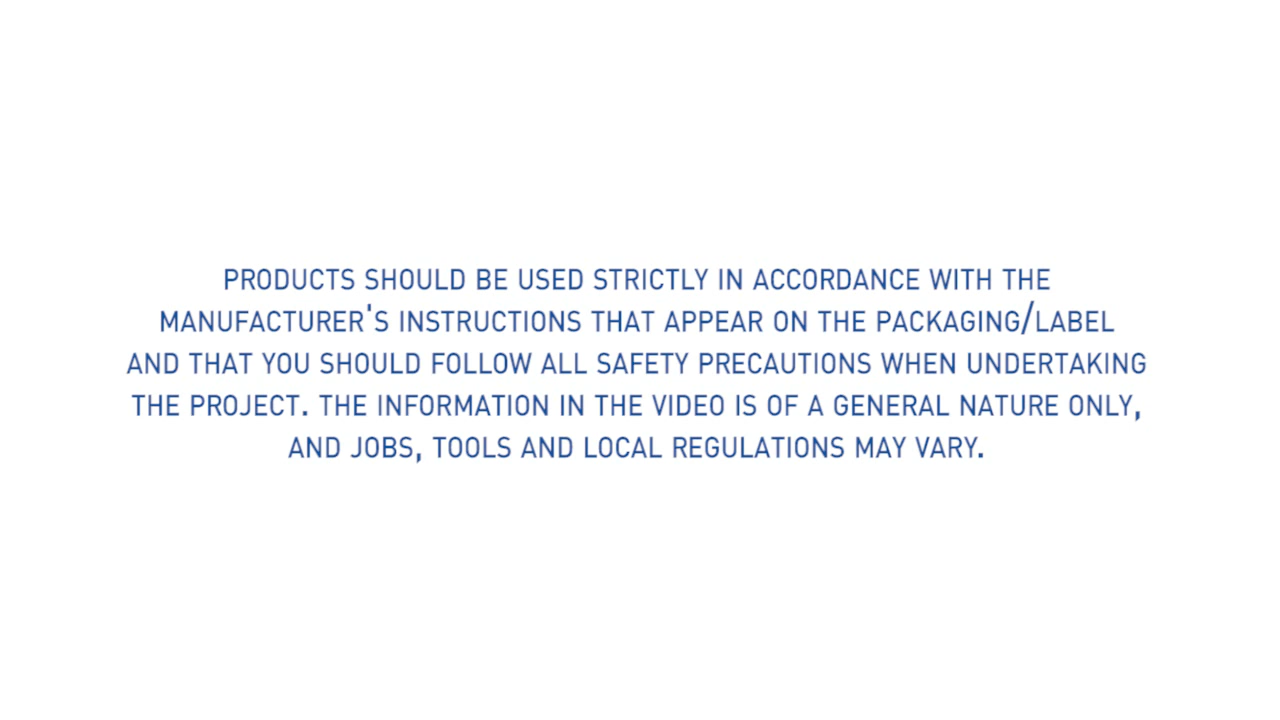 PRODUCTS SHOULD BE USED STRICTLY IN ACCORDANCE WITH THE
MANUFACTURER'S INSTRUCTIONS THAT APPEAR ON THE PACKAGING/LABEL
AND THAT YOU SHOULD FOLLOW ALL SAFETY PRECAUTIONS WHEN UNDERTAKING
THE PROJECT. THE INFORMATION IN THE VIDEO IS OF A GENERAL NATURE ONLY,
AND JOBS, TOOLS AND LOCAL REGULATIONS MAY VARY.